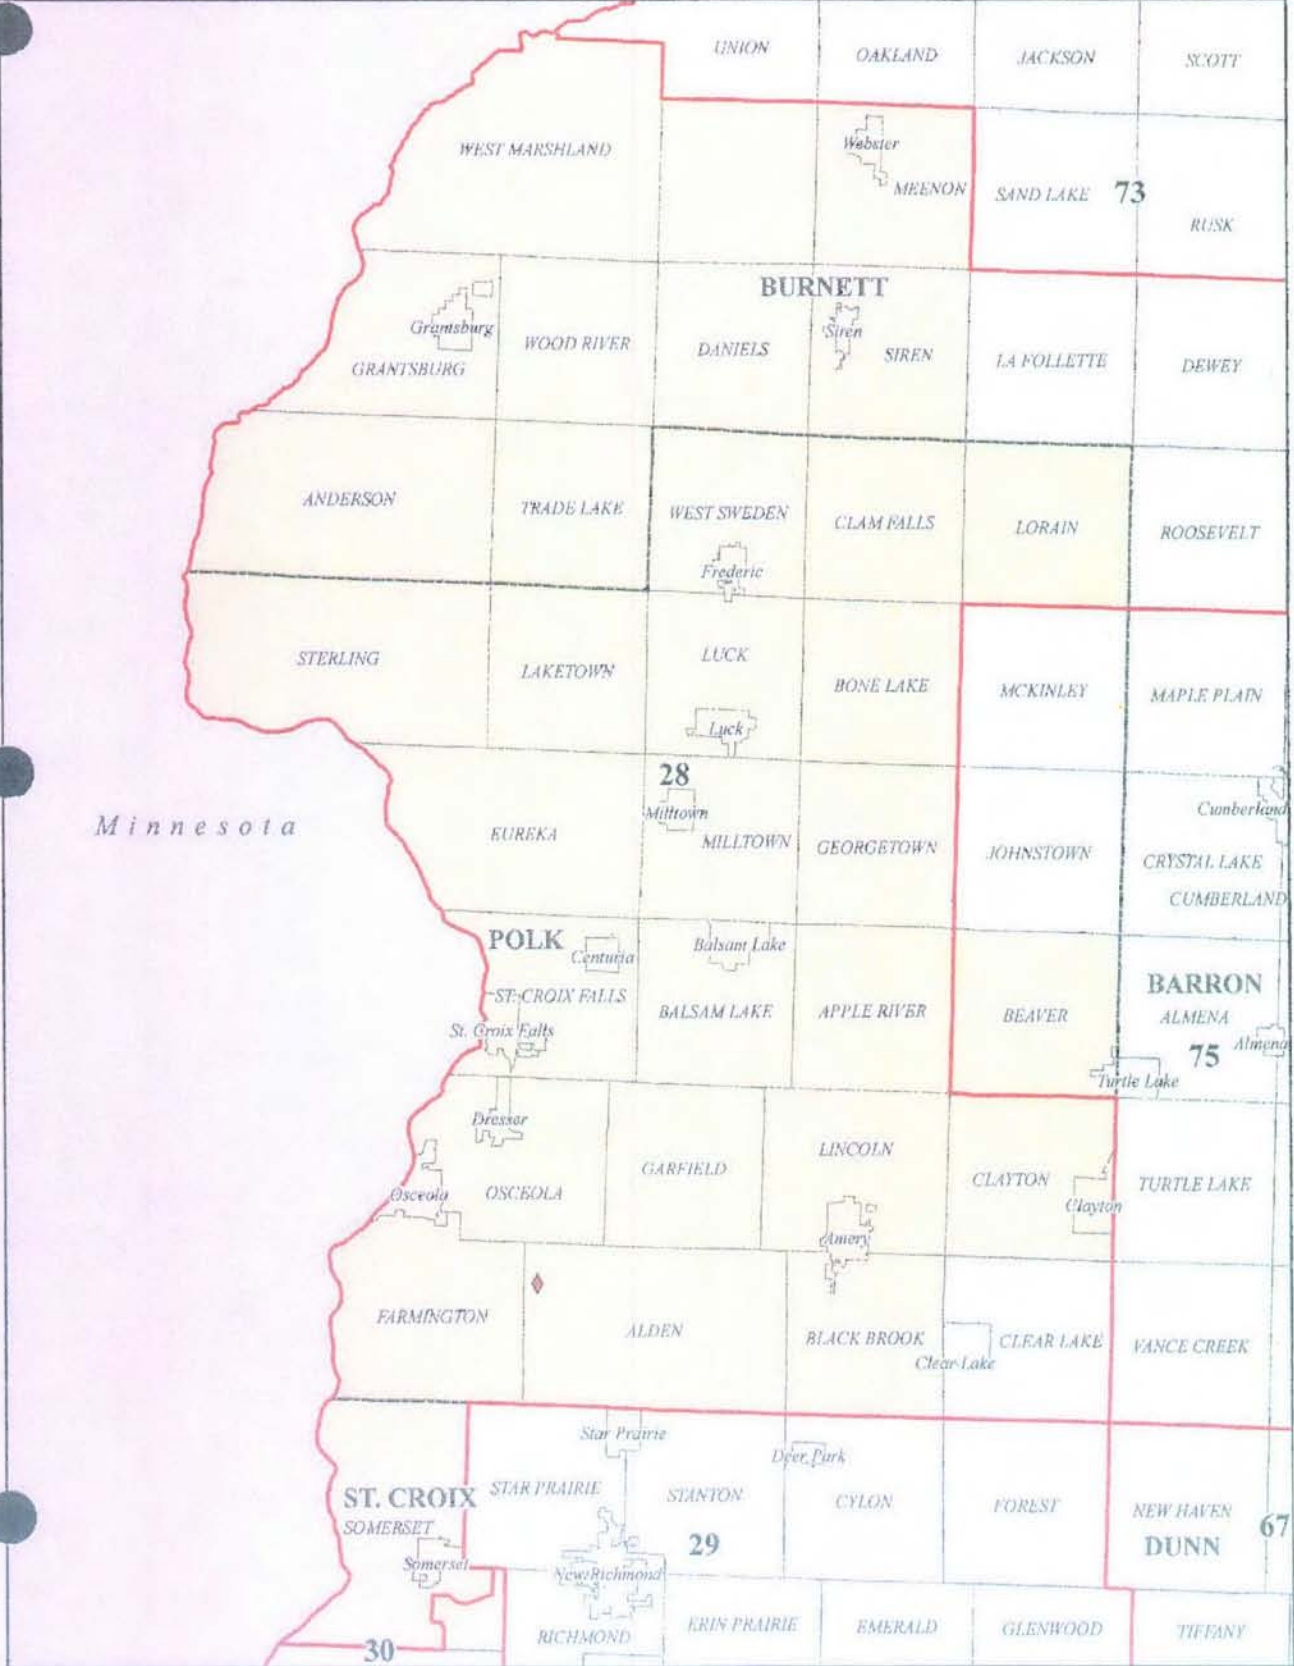 UNION
OAKLAND
JACKSON
SCOTT
WEST MARSHLAND
Webster
MEENON
SAND LAKE
73
RUSK
BURNETT
Grantsburg
GRANTSBURG
WOOD RIVER
DANIELS
Siren
SIREN
LA FOLLETTE
DEWEY
ANDERSON
TRADE LAKE
WEST SWEDEN
CLAM FALLS
LORAIN
ROOSEVELT
Frederic
STERLING
LAKETOWN
LUCK
BONE LAKE
MCKINLEY
MAPLE PLAIN
Luck
28
Minnesota
EUREKA
Milltown
MILLTOWN
GEORGETOWN
JOHNSTOWN
Cumberland
CRYSTAL LAKE
CUMBERLAND
POLK
Centuria
Balsam Lake
ST. CROIX FALLS
St. Croix Falls
BALSAM LAKE
APPLE RIVER
BEAVER
BARRON
ALMENA
Almena
75
Turtle Lake
Dresser
Osceola
OSCEOLA
GARFIELD
LINCOLN
CLAYTON
Clayton
TURTLE LAKE
Amery
FARMINGTON
ALDEN
BLACK BROOK
Clear Lake
CLEAR LAKE
VANCE CREEK
Star Prairie
Deer Park
ST. CROIX
SOMERSET
Somerset
STAR PRAIRIE
STANTON
CYLON
FOREST
NEW HAVEN
67
DUNN
29
New Richmond
RICHMOND
ERIN PRAIRIE
EMERALD
GLENWOOD
TIFFANY
30